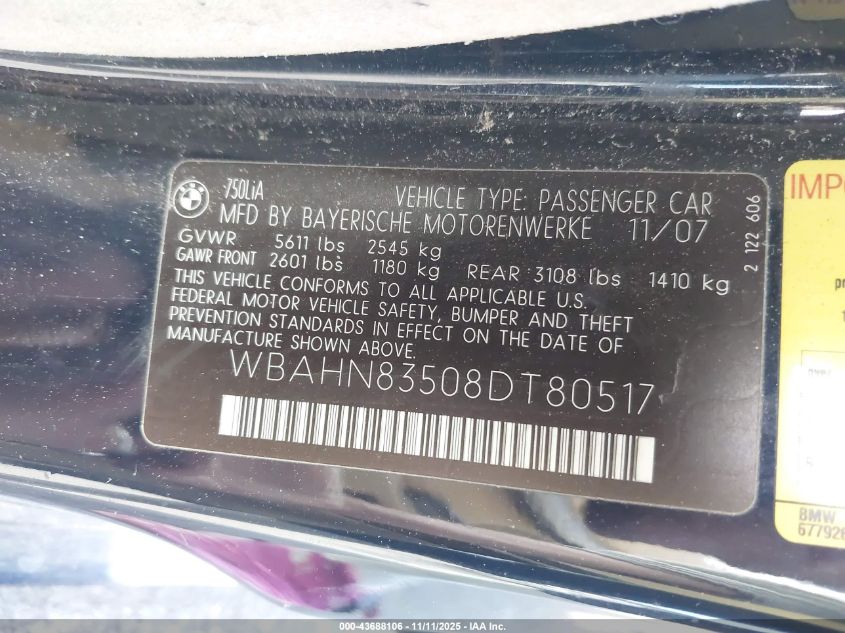 BMW
750LiA
VEHICLE TYPE: PASSENGER CAR
MFD BY BAYERISCHE MOTORENWERKE 11/07
GVWR 5611 lbs 2545 kg
GAWR FRONT 2601 lbs 1180 kg REAR 3108 lbs 1410 kg
THIS VEHICLE CONFORMS TO ALL APPLICABLE U.S.
FEDERAL MOTOR VEHICLE SAFETY, BUMPER AND THEFT
PREVENTION STANDARDS IN EFFECT ON THE DATE OF
MANUFACTURE SHOWN ABOVE.
WBAHN83508DT80517
2 122 606
IMPO
BMW
677926
000-43688106 - 11/11/2025 - IAA Inc.